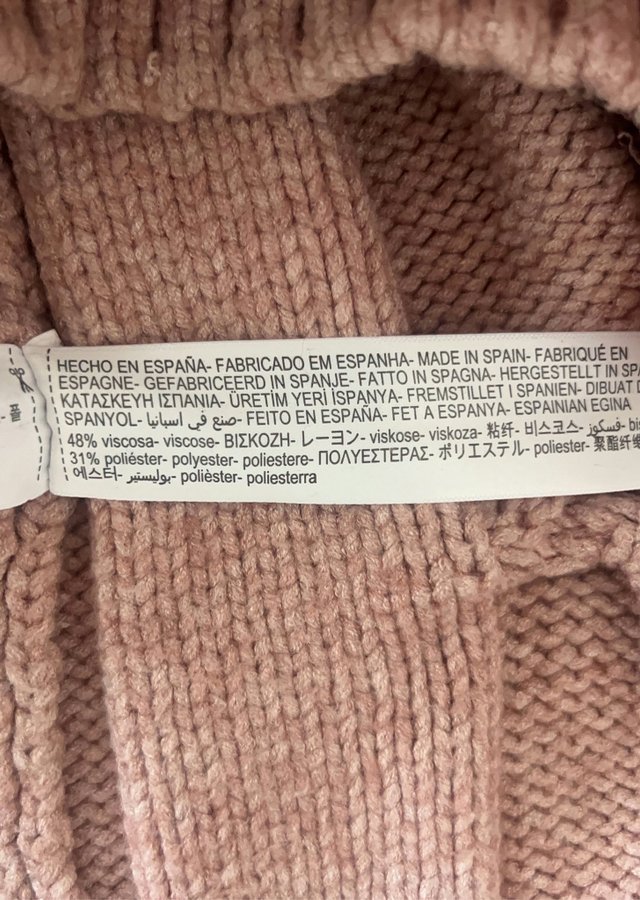 HECHO EN ESPAÑA- FABRICADO EM ESPANHA- MADE IN SPAIN- FABRIQUÉ EN
ESPAGNE- GEFABRICEERD IN SPANJE- FATTO IN SPAGNA- HERGESTELLT IN SPA
ΚΑΤΑΣΚΕΥΗ ΙΣΠΑΝΙΑ- ÜRETİM YERİ İSPANYA- FREMSTILLET I SPANIEN- DIBUAT
SPANYOL- صنع في اسبانيا- FEITO EN ESPAÑA- FET A ESPANYA- ESPAINIAN EGINA
48% viscosa- viscose- ΒΙΣΚΟΖΗ- レーヨン- viskose- viskoza- 粘纤- 비스코스- فسكوز-
31% poliéster- polyester- poliestere- ΠΟΛΥΕΣΤΕΡΑΣ- ポリエステル- poliester- 聚酯纤维
에스터- بوليستير- polièster- poliesterra